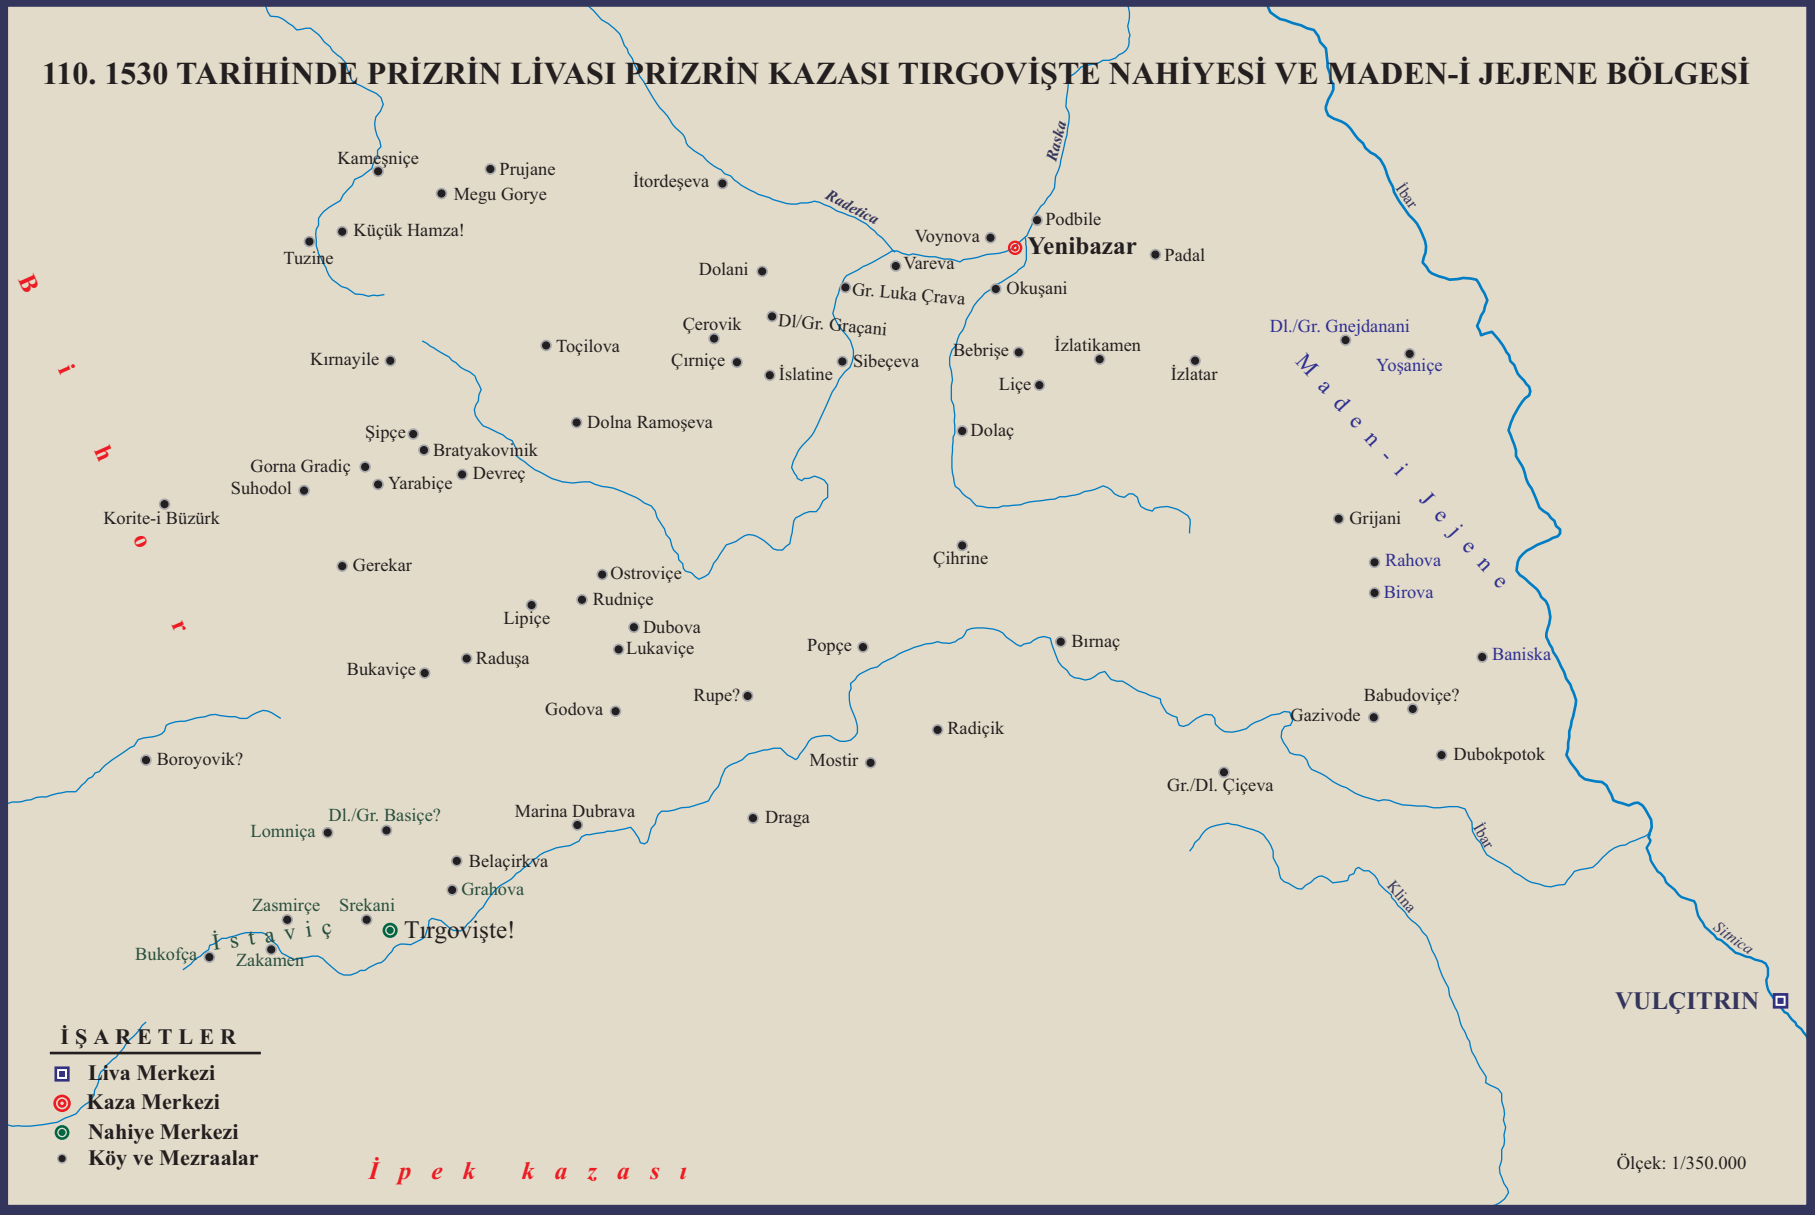 110. 1530 TARİHİNDE PRİZRİN LİVASI PRİZRİN KAZASI TIRGOVİŞTE NAHİYESİ VE MADEN-İ JEJENE BÖLGESİ
Raska
Kameşniçe
Prujane
İtordeşeva
Megu Gorye
Radetica
İbar
Küçük Hamza!
Podbile
Voynova
Yenibazar
Tuzine
Padal
Dolani
Vareva
Bihor
Gr. Luka Çrava
Okuşani
Dl/Gr. Graçani
Çerovik
Dl./Gr. Gnejdanani
Toçilova
Bebrişe
İzlatikamen
Kırnayile
Çırniçe
Sibeçeva
Yoşaniçe
İslatine
İzlatar
Liçe
Maden-i Jejene
Dolna Ramoşeva
Şipçe
Dolaç
Bratyakovinik
Gorna Gradiç
Devreç
Suhodol
Yarabiçe
Korite-i Büzürk
Grijani
Çihrine
Rahova
Gerekar
Ostroviçe
Birova
Rudniçe
Lipiçe
Dubova
Bırnaç
Lukaviçe
Popçe
Baniska
Raduşa
Bukaviçe
Rupe?
Babudoviçe?
Godova
Gazivode
Radiçik
Boroyovik?
Mostir
Dubokpotok
Gr./Dl. Çiçeva
Marina Dubrava
Dl./Gr. Basiçe?
Draga
Lomniça
İbar
Belaçirkva
Grahova
Klina
Zasmirçe
Srekani
İstaviç
Tırgovişte!
Sitnica
Bukofça
Zakamen
VULÇITRIN
İŞARETLER
Liva Merkezi
Kaza Merkezi
Nahiye Merkezi
Köy ve Mezraalar
İpek kazası
Ölçek: 1/350.000